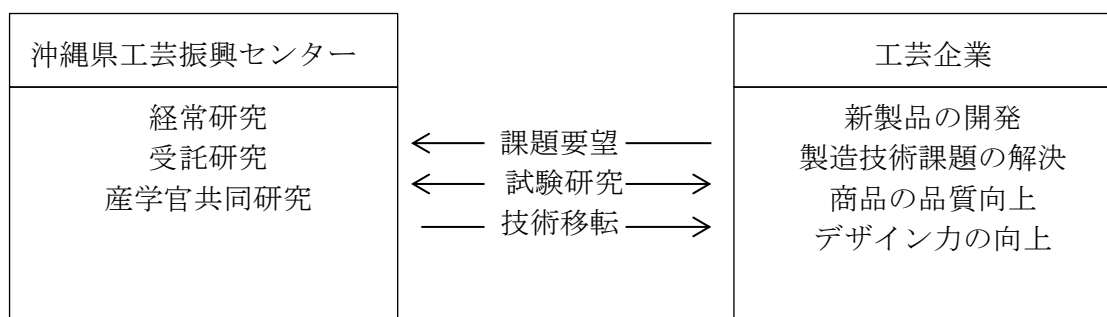 沖縄県工芸振興センター
経常研究
受託研究
産学官共同研究
課題要望
試験研究
技術移転
工芸企業
新製品の開発
製造技術課題の解決
商品の品質向上
デザイン力の向上